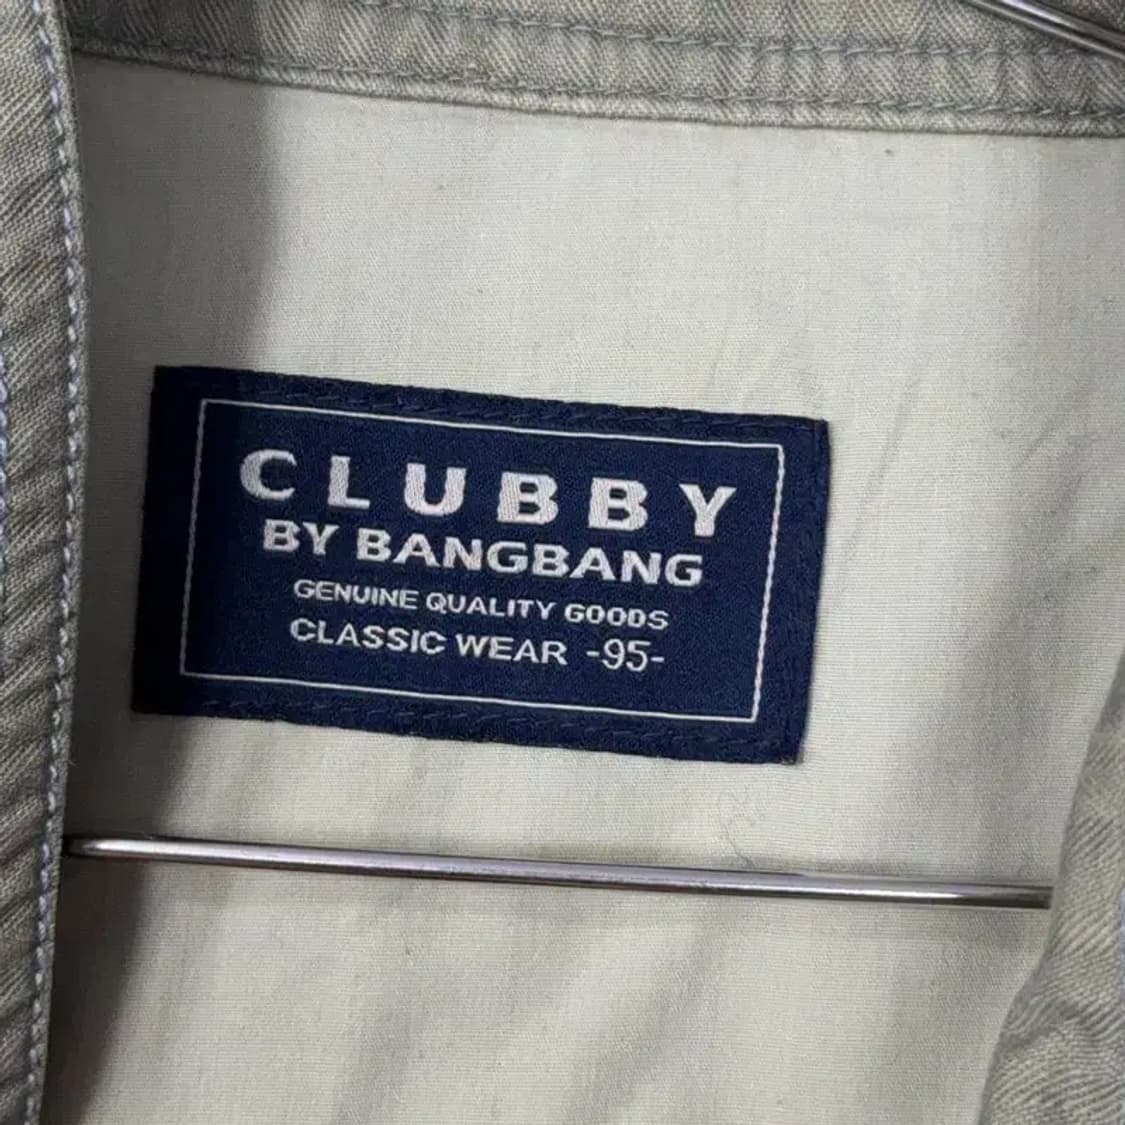 CLUBBY
BY BANGBANG
GENUINE QUALITY GOODS
CLASSIC WEAR -95-